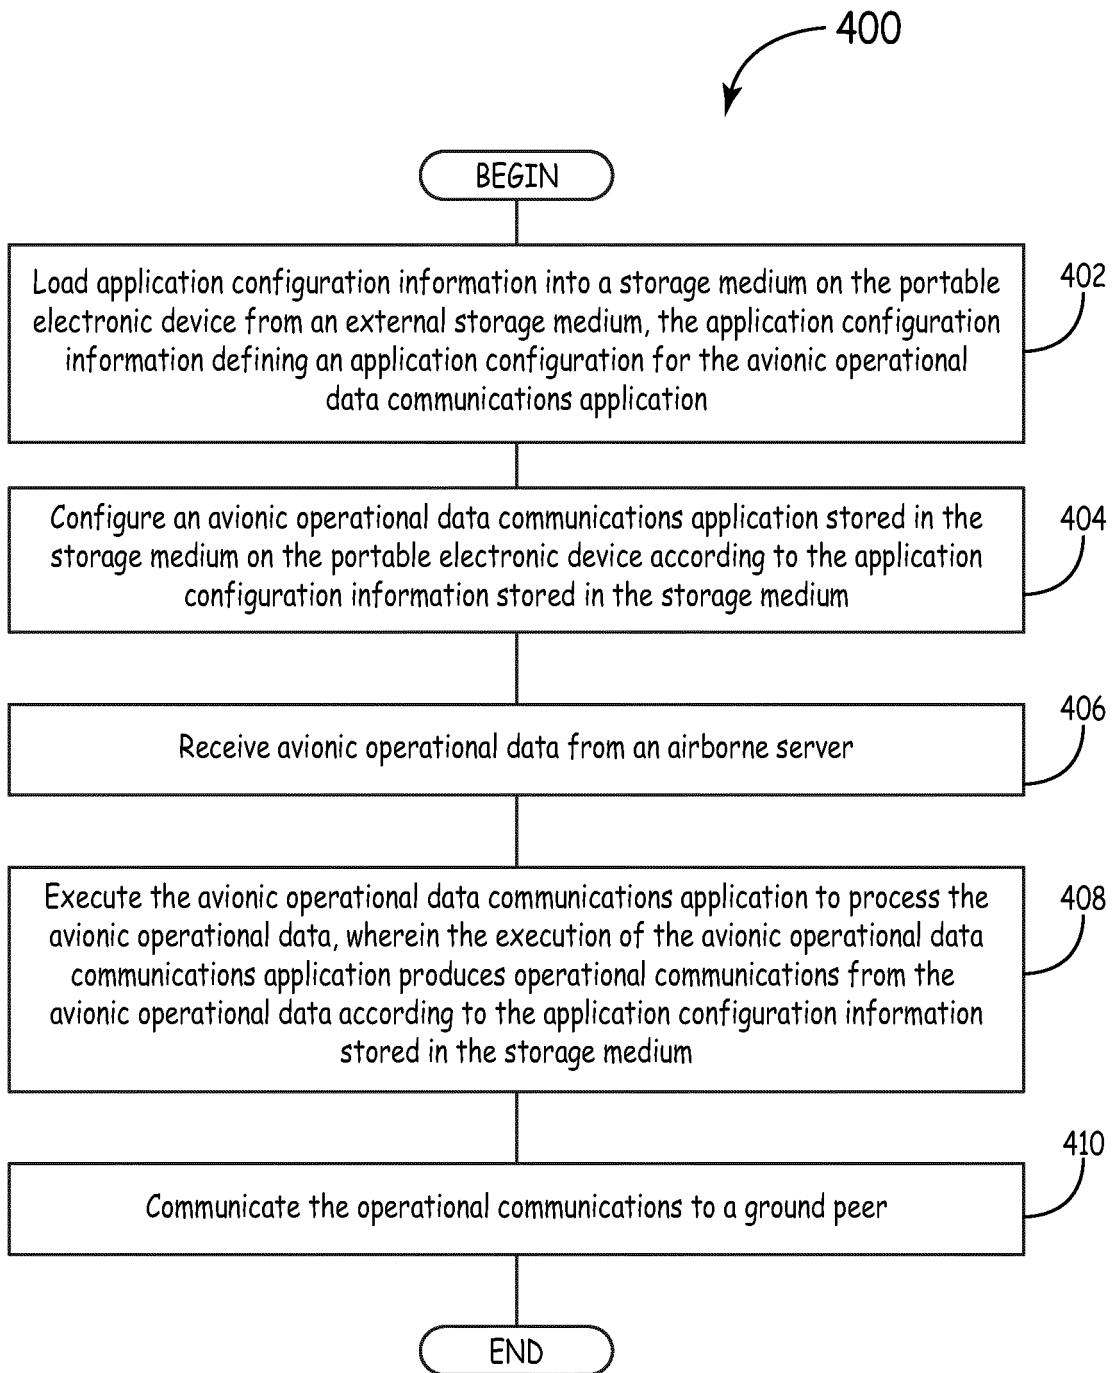 400
BEGIN
Load application configuration information into a storage medium on the portable
electronic device from an external storage medium, the application configuration
information defining an application configuration for the avionic operational
data communications application
402
Configure an avionic operational data communications application stored in the
storage medium on the portable electronic device according to the application
configuration information stored in the storage medium
404
Receive avionic operational data from an airborne server
406
Execute the avionic operational data communications application to process the
avionic operational data, wherein the execution of the avionic operational data
communications application produces operational communications from the
avionic operational data according to the application configuration information
stored in the storage medium
408
Communicate the operational communications to a ground peer
410
END